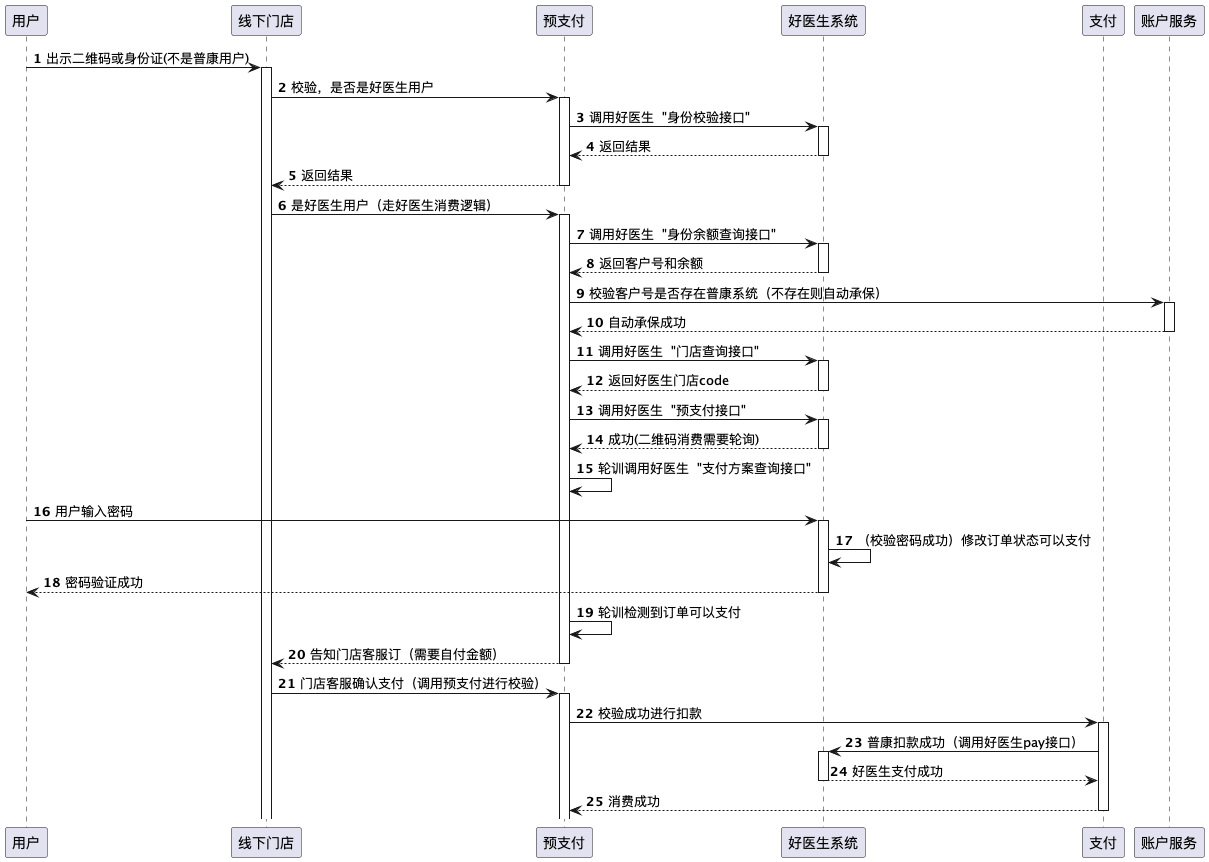 用户 线下门店 预支付 好医生系统 支付 账户服务
1 出示二维码或身份证(不是普康用户)
2 校验，是否是好医生用户
3 调用好医生 "身份校验接口"
4 返回结果
5 返回结果
6 是好医生用户（走好医生消费逻辑）
7 调用好医生 "身份余额查询接口"
8 返回客户号和余额
9 校验客户号是否存在普康系统（不存在则自动承保）
10 自动承保成功
11 调用好医生 "门店查询接口"
12 返回好医生门店code
13 调用好医生 "预支付接口"
14 成功(二维码消费需要轮询)
15 轮训调用好医生 "支付方案查询接口"
16 用户输入密码
17 （校验密码成功）修改订单状态可以支付
18 密码验证成功
19 轮训检测到订单可以支付
20 告知门店客服订（需要自付金额）
21 门店客服确认支付（调用预支付进行校验）
22 校验成功进行扣款
23 普康扣款成功（调用好医生pay接口）
24 好医生支付成功
25 消费成功
用户 线下门店 预支付 好医生系统 支付 账户服务